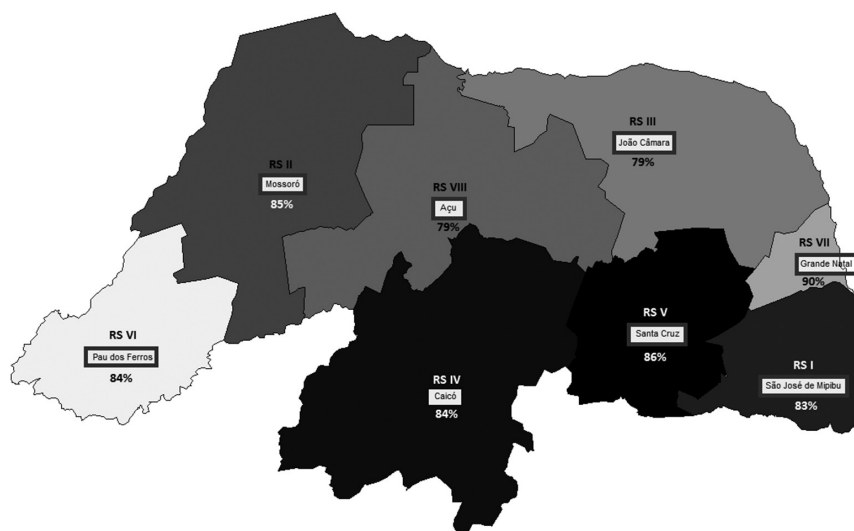 RS III
João Câmara
79%
RS II
Mossoró
85%
RS VIII
Açu
79%
RS VII
Grande Natal
90%
RS VI
Pau dos Ferros
84%
RS V
Santa Cruz
86%
RS IV
Caicó
84%
RS I
São José de Mipibu
83%